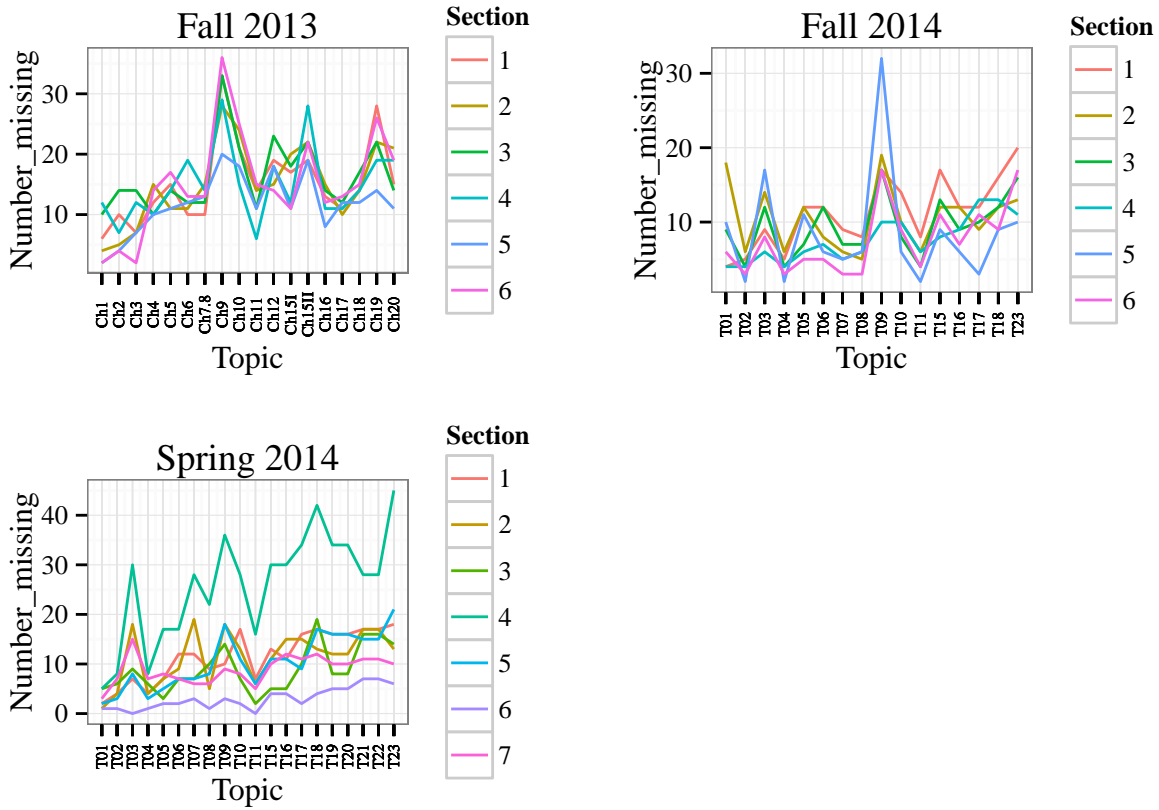 Fall 2013
Number_missing
30
20
10
Ch1 Ch2 Ch3 Ch4 Ch5 Ch6 Ch7.8 Ch9 Ch10 Ch11 Ch12 Ch15I Ch15II Ch16 Ch17 Ch18 Ch19 Ch20
Topic
Section
1
2
3
4
5
6
Fall 2014
Number_missing
30
20
10
T01 T02 T03 T04 T05 T06 T07 T08 T09 T10 T11 T15 T16 T17 T18 T23
Topic
Section
1
2
3
4
5
6
Spring 2014
Number_missing
40
30
20
10
0
T01 T02 T03 T04 T05 T06 T07 T08 T09 T10 T11 T15 T16 T17 T18 T19 T20 T21 T22 T23
Topic
Section
1
2
3
4
5
6
7